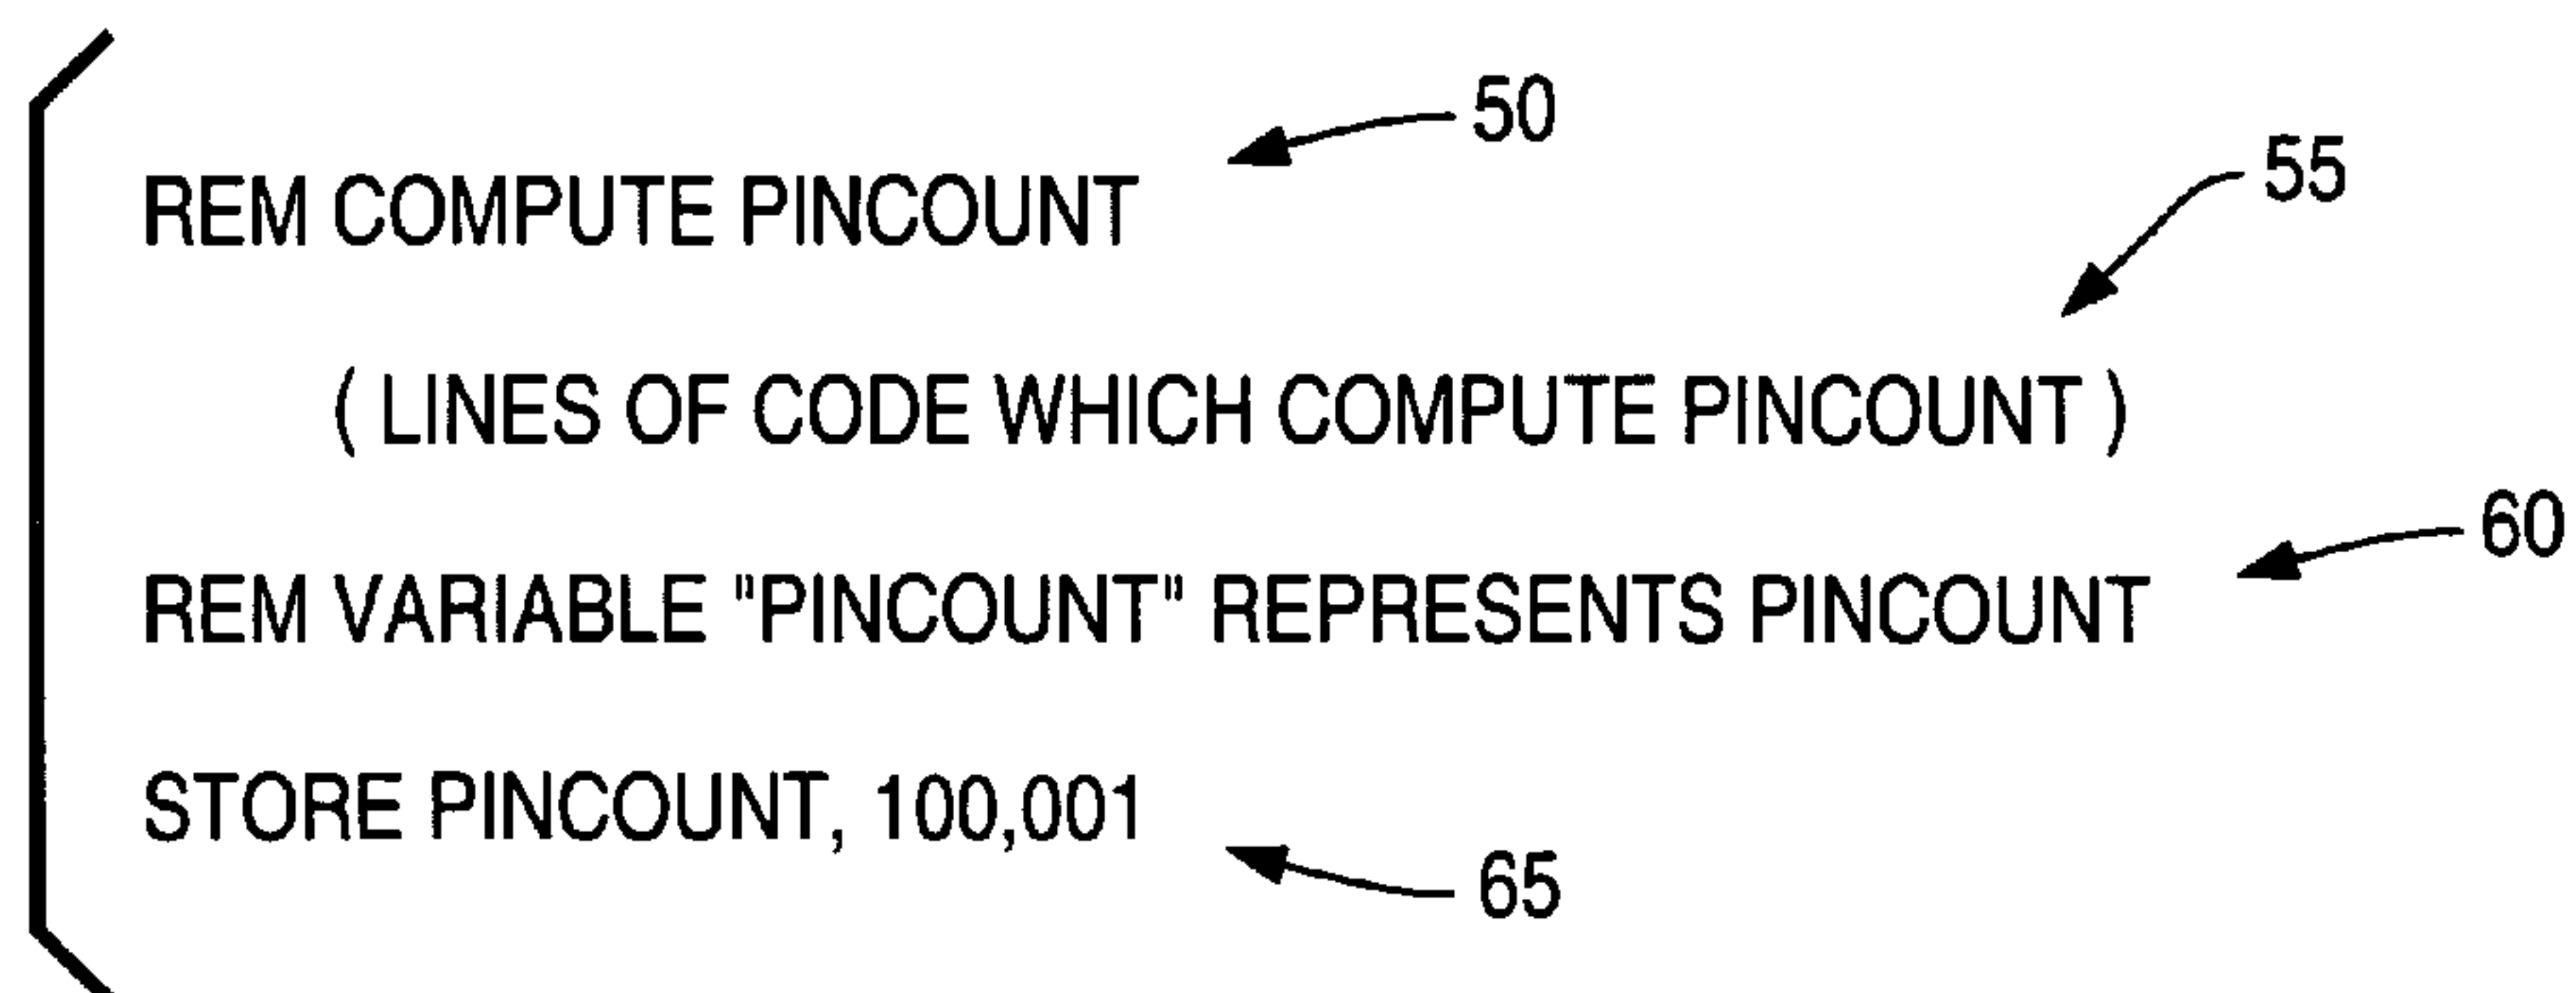 50
REM COMPUTE PINCOUNT
55
( LINES OF CODE WHICH COMPUTE PINCOUNT )
60
REM VARIABLE "PINCOUNT" REPRESENTS PINCOUNT
STORE PINCOUNT, 100,001
65